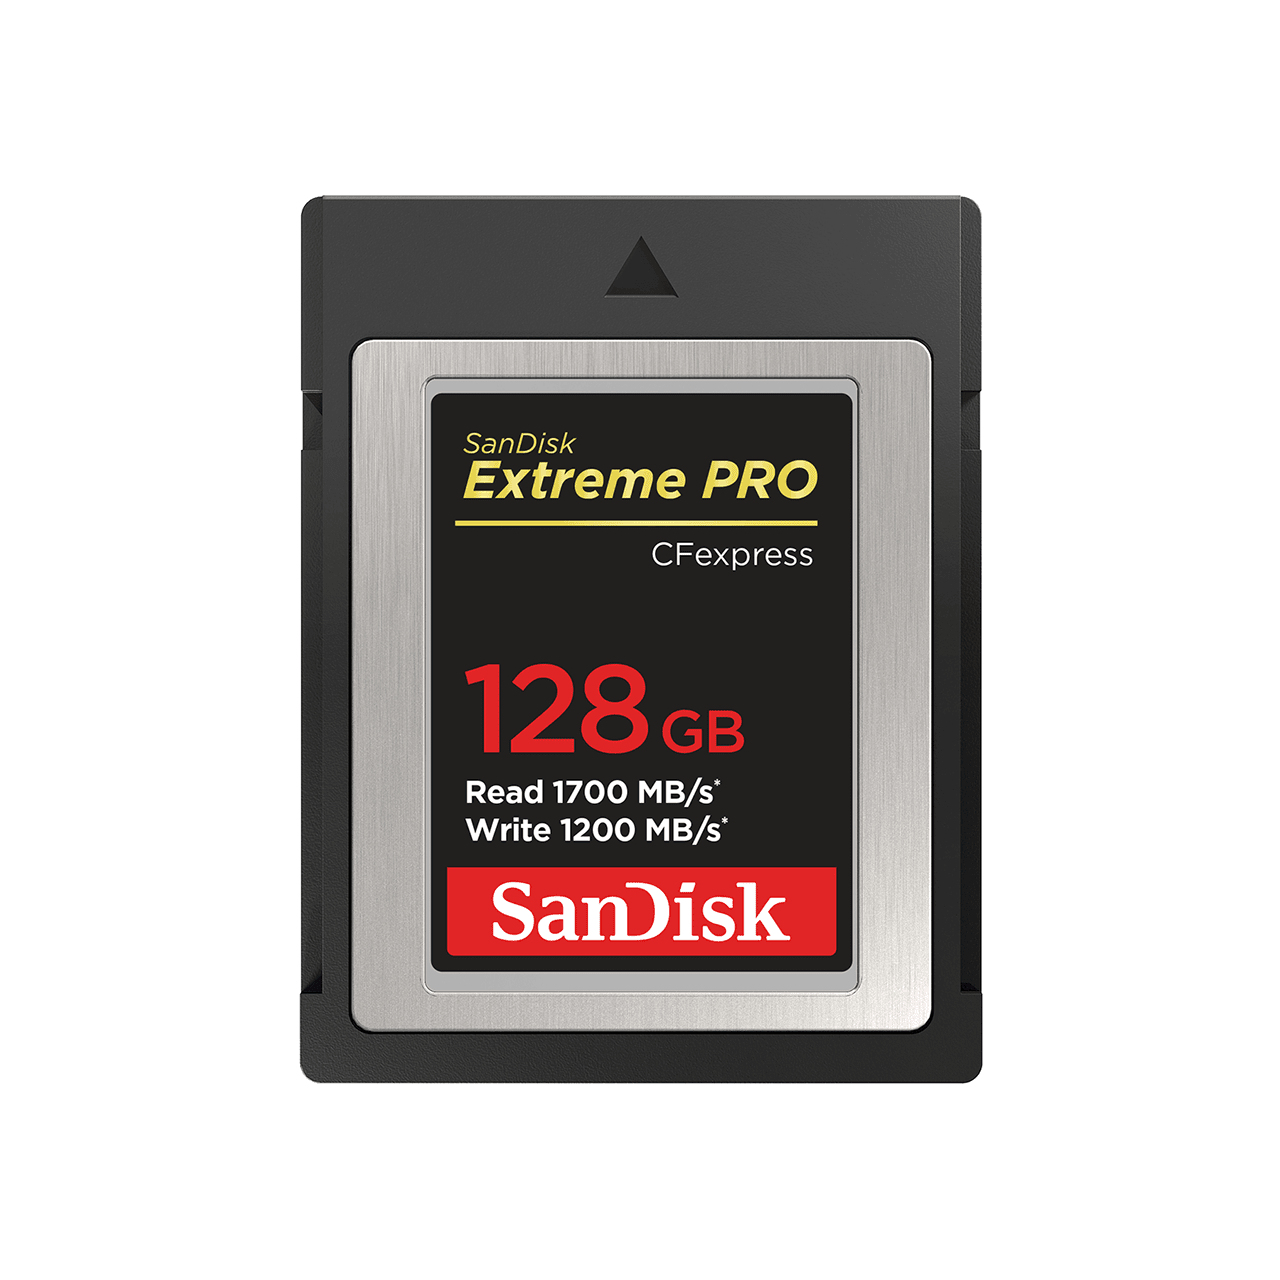 SanDisk
Extreme PRO
CFexpress
128 GB
Read 1700 MB/s*
Write 1200 MB/s*
SanDisk